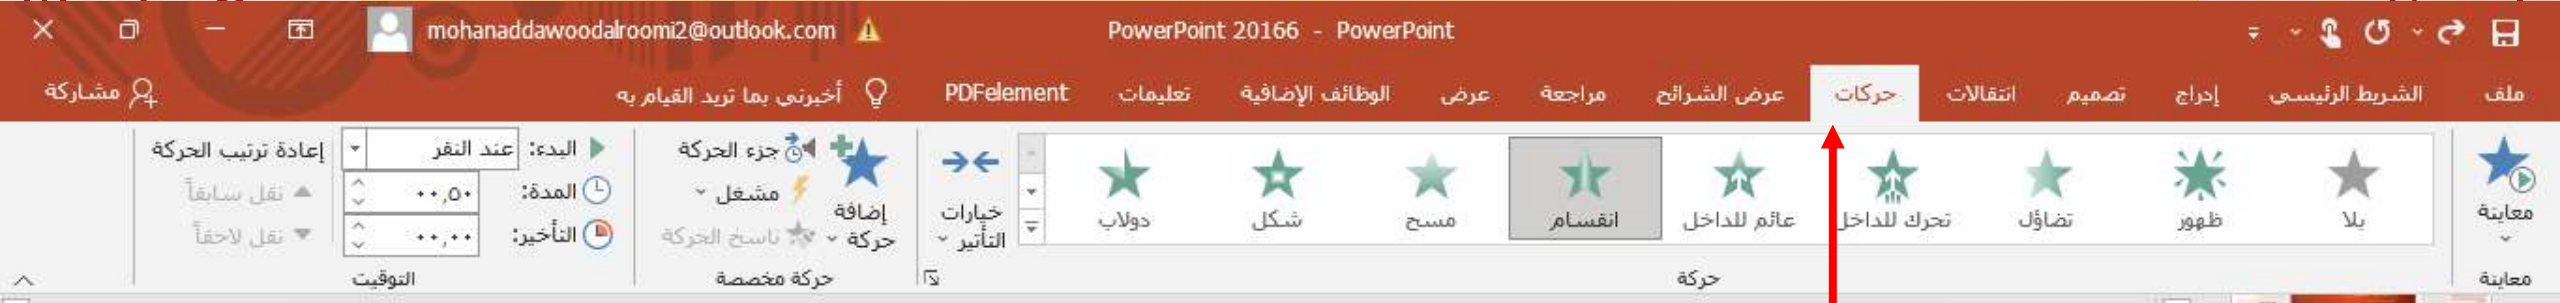 mohanaddawoodalroomi2@outlook.com
PowerPoint 20166 - PowerPoint
ملف
الشريط الرئيسي
إدراج
تصميم
انتقالات
حركات
عرض الشرائح
مراجعة
عرض
الوظائف الإضافية
تعليمات
PDFelement
أخبرني بما تريد القيام به
مشاركة
معاينة
معاينة
بلا
ظهور
تضاؤل
تحرك للداخل
عائم للداخل
انقسام
مسح
شكل
دولاب
حركة
خيارات
التأثير
إضافة
حركة
جزء الحركة
مشغل
ناسخ الحركة
حركة مخصصة
البدء: عند النقر
المدة: ٠٠,٥٠
التأخير: ٠٠,٠٠
إعادة ترتيب الحركة
نقل سابقاً
نقل لاحقاً
التوقيت